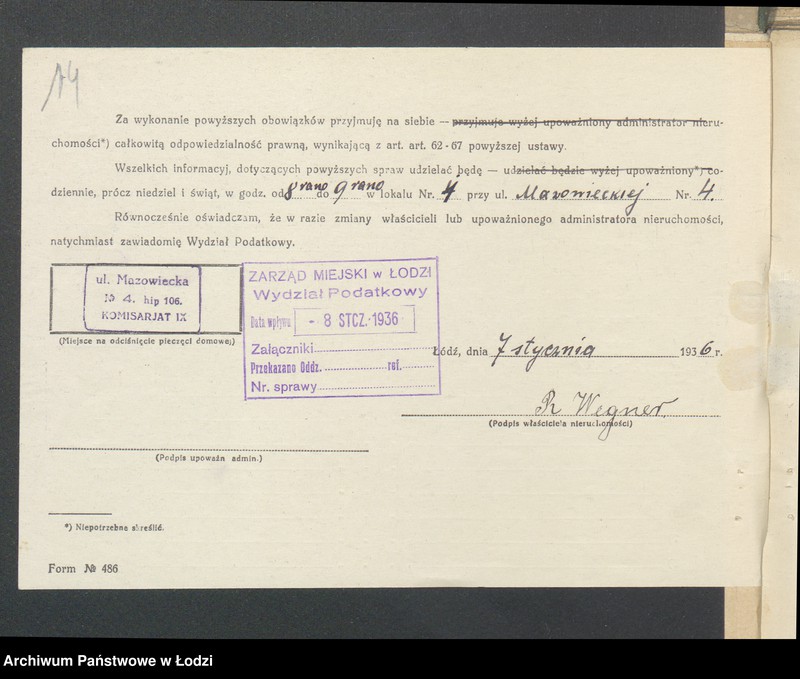 14
Za wykonanie powyższych obowiązków przyjmuję na siebie — przyjmuje wyżej upoważniony administrator nieru-
chomości*) całkowitą odpowiedzialność prawną, wynikającą z art. art. 62-67 powyższej ustawy.
Wszelkich informacyj, dotyczących powyższych spraw udzielać będę — udzielać będzie wyżej upoważniony*) co-
dziennie, prócz niedziel i świąt, w godz. od 8 rano do 9 rano w lokalu Nr. 4 przy ul. Mazowieckiej Nr. 4.
Równocześnie oświadczam, że w razie zmiany właścicieli lub upoważnionego administratora nieruchomości,
natychmiast zawiadomię Wydział Podatkowy.
ul. Mazowiecka
№ 4. hip 106.
KOMISARJAT IX
(Miejsce na odciśnięcie pieczęci domowej)
ZARZĄD MIEJSKI w ŁODZI
Wydział Podatkowy
Data wpływu - 8 STCZ. 1936
Załączniki
Przekazano Oddz. ref.
Nr. sprawy
Łódź, dnia 7 stycznia 1936 r.
R Wegner
(Podpis właściciela nieruchomości)
(Podpis upoważn admin.)
*) Niepotrzebne skreślić.
Form № 486
Archiwum Państwowe w Łodzi